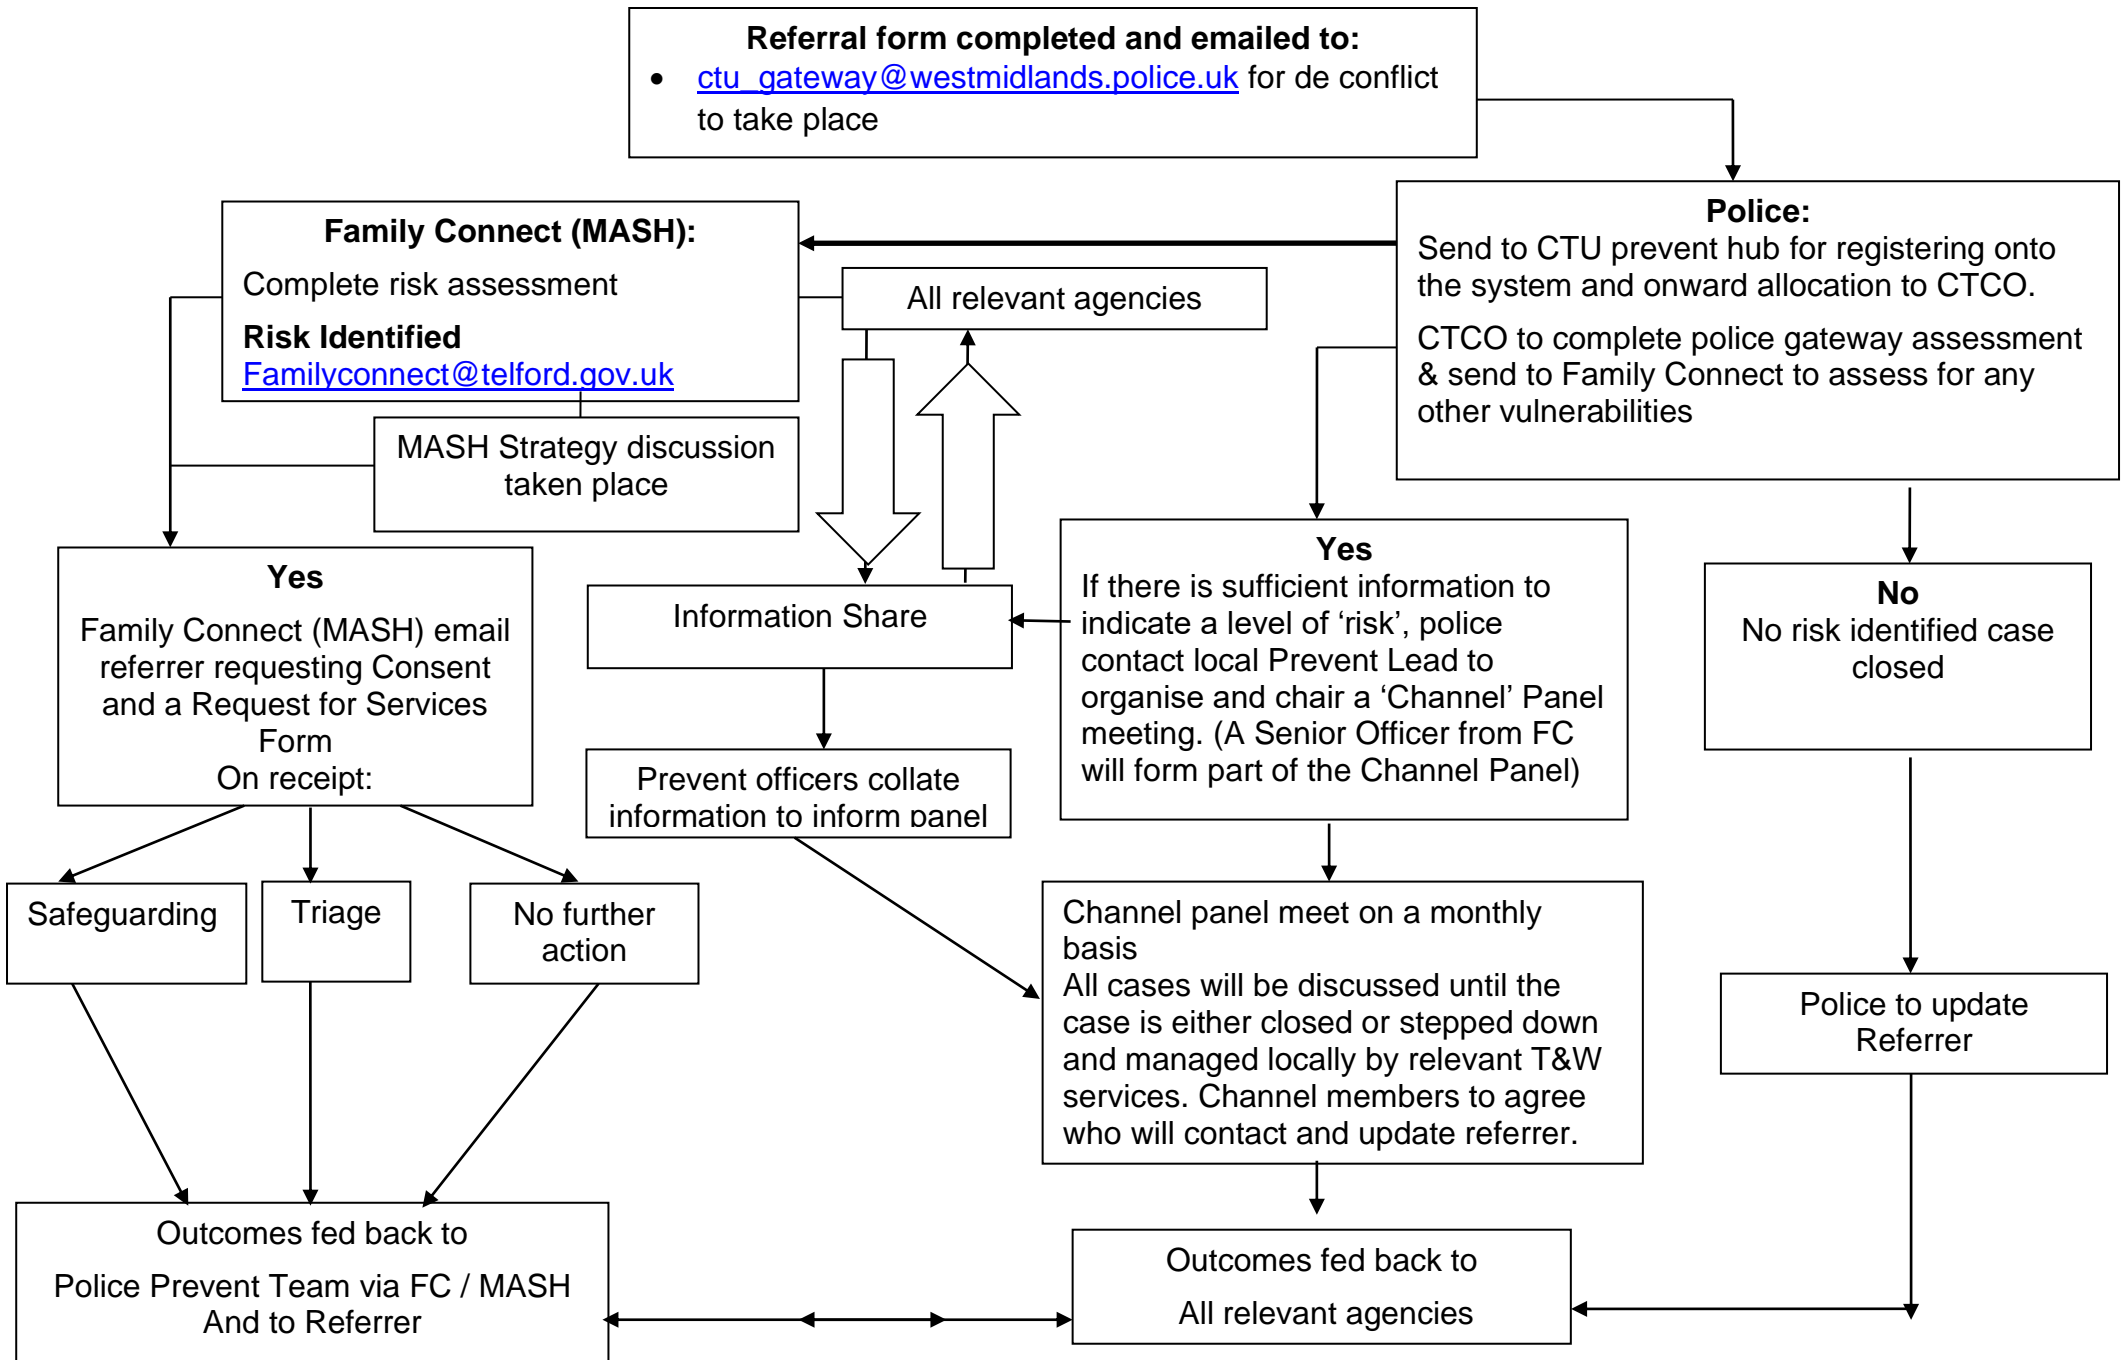 Referral form completed and emailed to:
• ctu_gateway@westmidlands.police.uk for de conflict
to take place
Family Connect (MASH):
Complete risk assessment
Risk Identified
Familyconnect@telford.gov.uk
All relevant agencies
Police:
Send to CTU prevent hub for registering onto
the system and onward allocation to CTCO.
CTCO to complete police gateway assessment
& send to Family Connect to assess for any
other vulnerabilities
MASH Strategy discussion
taken place
Yes
Family Connect (MASH) email
referrer requesting Consent
and a Request for Services
Form
On receipt:
Information Share
Yes
If there is sufficient information to
indicate a level of ‘risk’, police
contact local Prevent Lead to
organise and chair a ‘Channel’ Panel
meeting. (A Senior Officer from FC
will form part of the Channel Panel)
No
No risk identified case
closed
Prevent officers collate
information to inform panel
Safeguarding
Triage
No further
action
Channel panel meet on a monthly
basis
All cases will be discussed until the
case is either closed or stepped down
and managed locally by relevant T&W
services. Channel members to agree
who will contact and update referrer.
Police to update
Referrer
Outcomes fed back to
Police Prevent Team via FC / MASH
And to Referrer
Outcomes fed back to
All relevant agencies